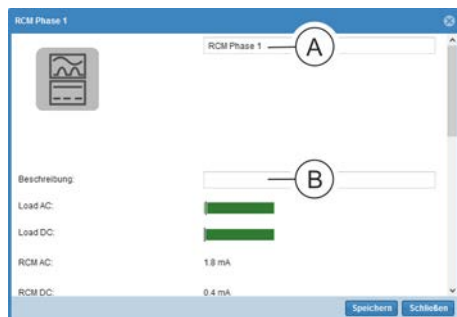 RCM Phase 1
RCM Phase 1
A
Beschreibung:
B
Load AC:
Load DC:
RCM AC: 1.8 mA
RCM DC: 0.4 mA
Speichern Schließen